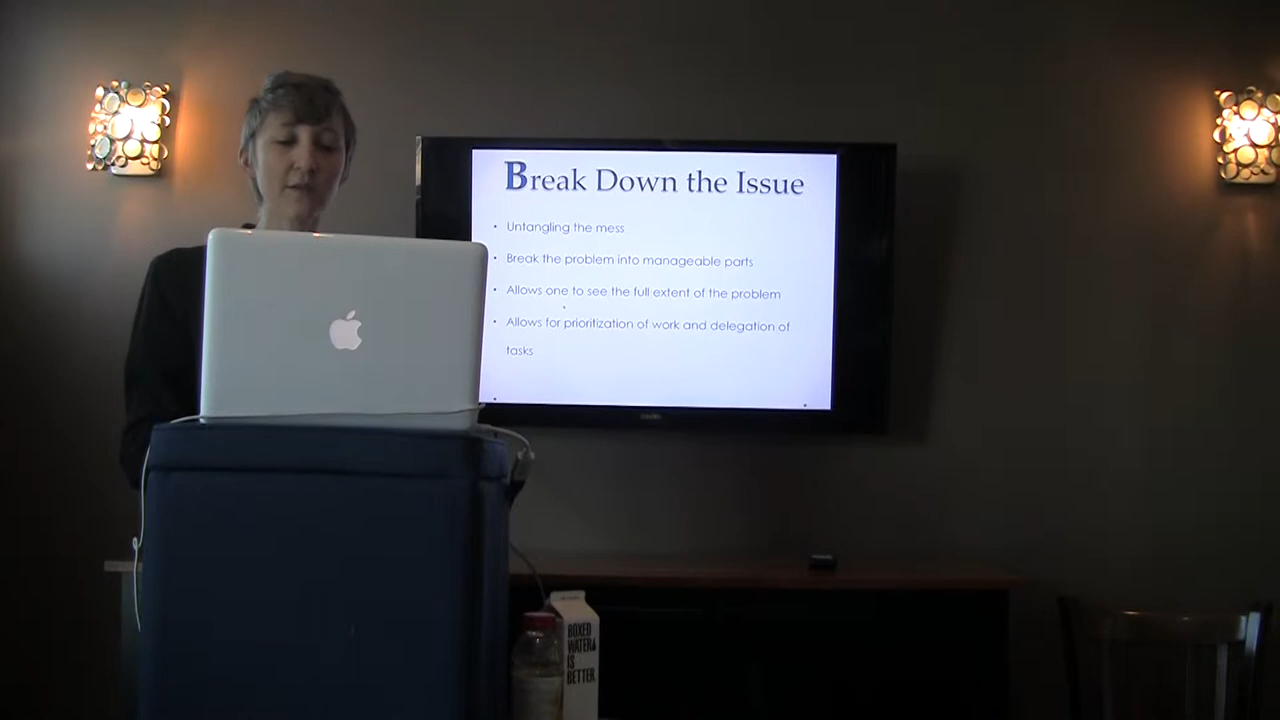 Break Down the Issue
• Untangling the mess
• Break the problem into manageable parts
• Allows one to see the full extent of the problem
• Allows for prioritization of work and delegation of
tasks
BOXED
WATER
IS
BETTER.